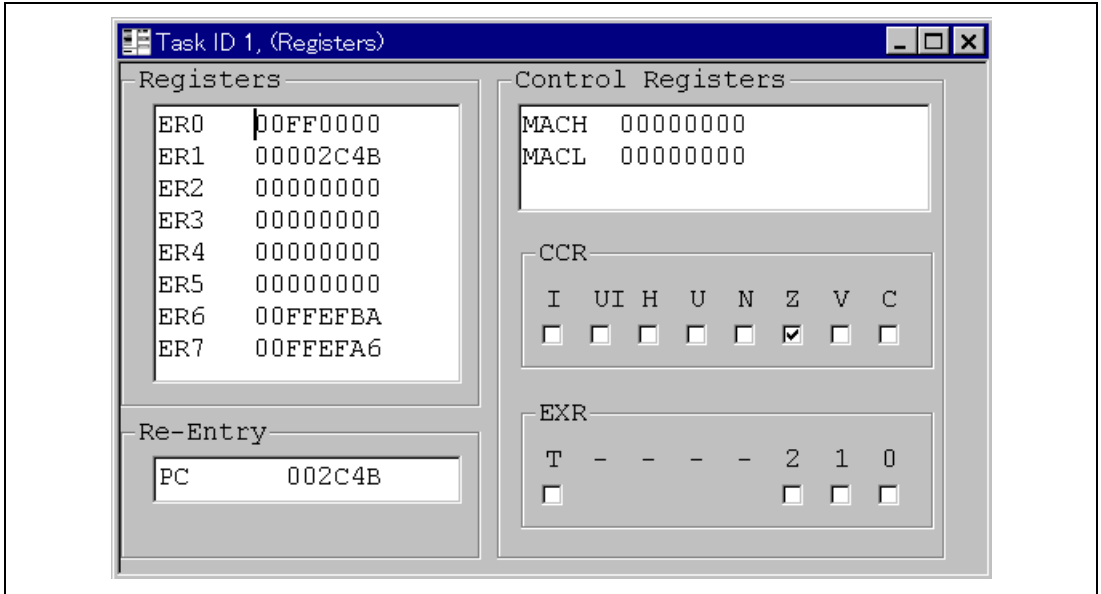 Task ID 1, (Registers)
Registers
ER0 00FF0000
ER1 00002C4B
ER2 00000000
ER3 00000000
ER4 00000000
ER5 00000000
ER6 00FFEFBA
ER7 00FFEFA6
Re-Entry
PC 002C4B
Control Registers
MACH 00000000
MACL 00000000
CCR
I UI H U N Z V C
EXR
T - - - - 2 1 0